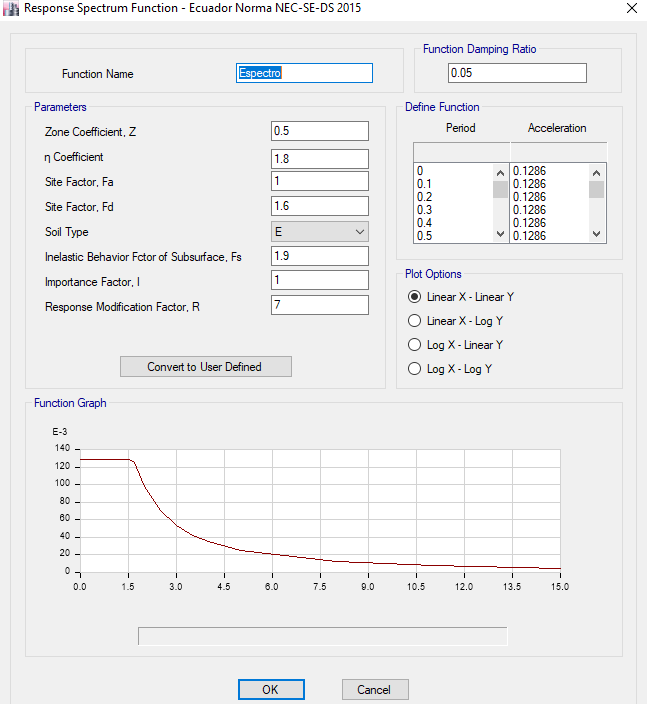 Response Spectrum Function - Ecuador Norma NEC-SE-DS 2015
Function Name
Espectro
Function Damping Ratio
0.05
Parameters
Zone Coefficient, Z 0.5
η Coefficient 1.8
Site Factor, Fa 1
Site Factor, Fd 1.6
Soil Type E
Inelastic Behavior Fctor of Subsurface, Fs 1.9
Importance Factor, I 1
Response Modification Factor, R 7
Convert to User Defined
Define Function
Period Acceleration
0 0.1286
0.1 0.1286
0.2 0.1286
0.3 0.1286
0.4 0.1286
0.5 0.1286
Plot Options
Linear X - Linear Y
Linear X - Log Y
Log X - Linear Y
Log X - Log Y
Function Graph
E-3
140
120
100
80
60
40
20
0
0.0 1.5 3.0 4.5 6.0 7.5 9.0 10.5 12.0 13.5 15.0
OK Cancel